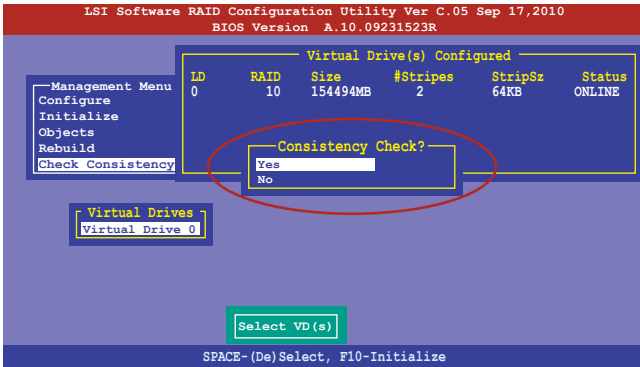 LSI Software RAID Configuration Utility Ver C.05 Sep 17,2010
BIOS Version A.10.09231523R
Virtual Drive(s) Configured
LD RAID Size #Stripes StripSz Status
0 10 154494MB 2 64KB ONLINE
Management Menu
Configure
Initialize
Objects
Rebuild
Check Consistency
Consistency Check?
Yes
No
Virtual Drives
Virtual Drive 0
Select VD(s)
SPACE-(De)Select, F10-Initialize